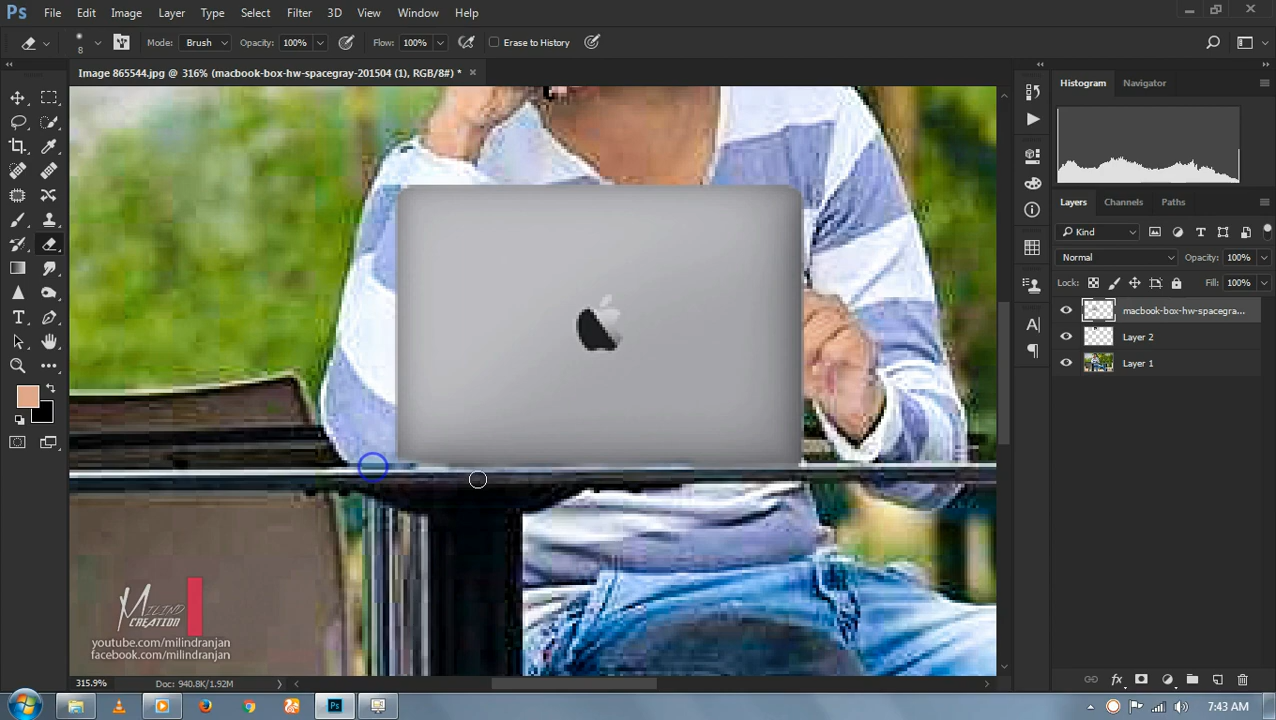 Ps File Edit Image Layer Type Select Filter 3D View Window Help
8 Mode: Brush Opacity: 100% Flow: 100% Erase to History
Image 865544.jpg @ 316% (macbook-box-hw-spacegray-201504 (1), RGB/8#) *
Histogram Navigator
Layers Channels Paths
Kind
Normal Opacity: 100%
Lock: Fill: 100%
macbook-box-hw-spacegra...
Layer 2
Layer 1
MILIND
CREATION
youtube.com/milindranjan
facebook.com/milindranjan
315.9% Doc: 940.8K/1.92M
Ps 7:43 AM